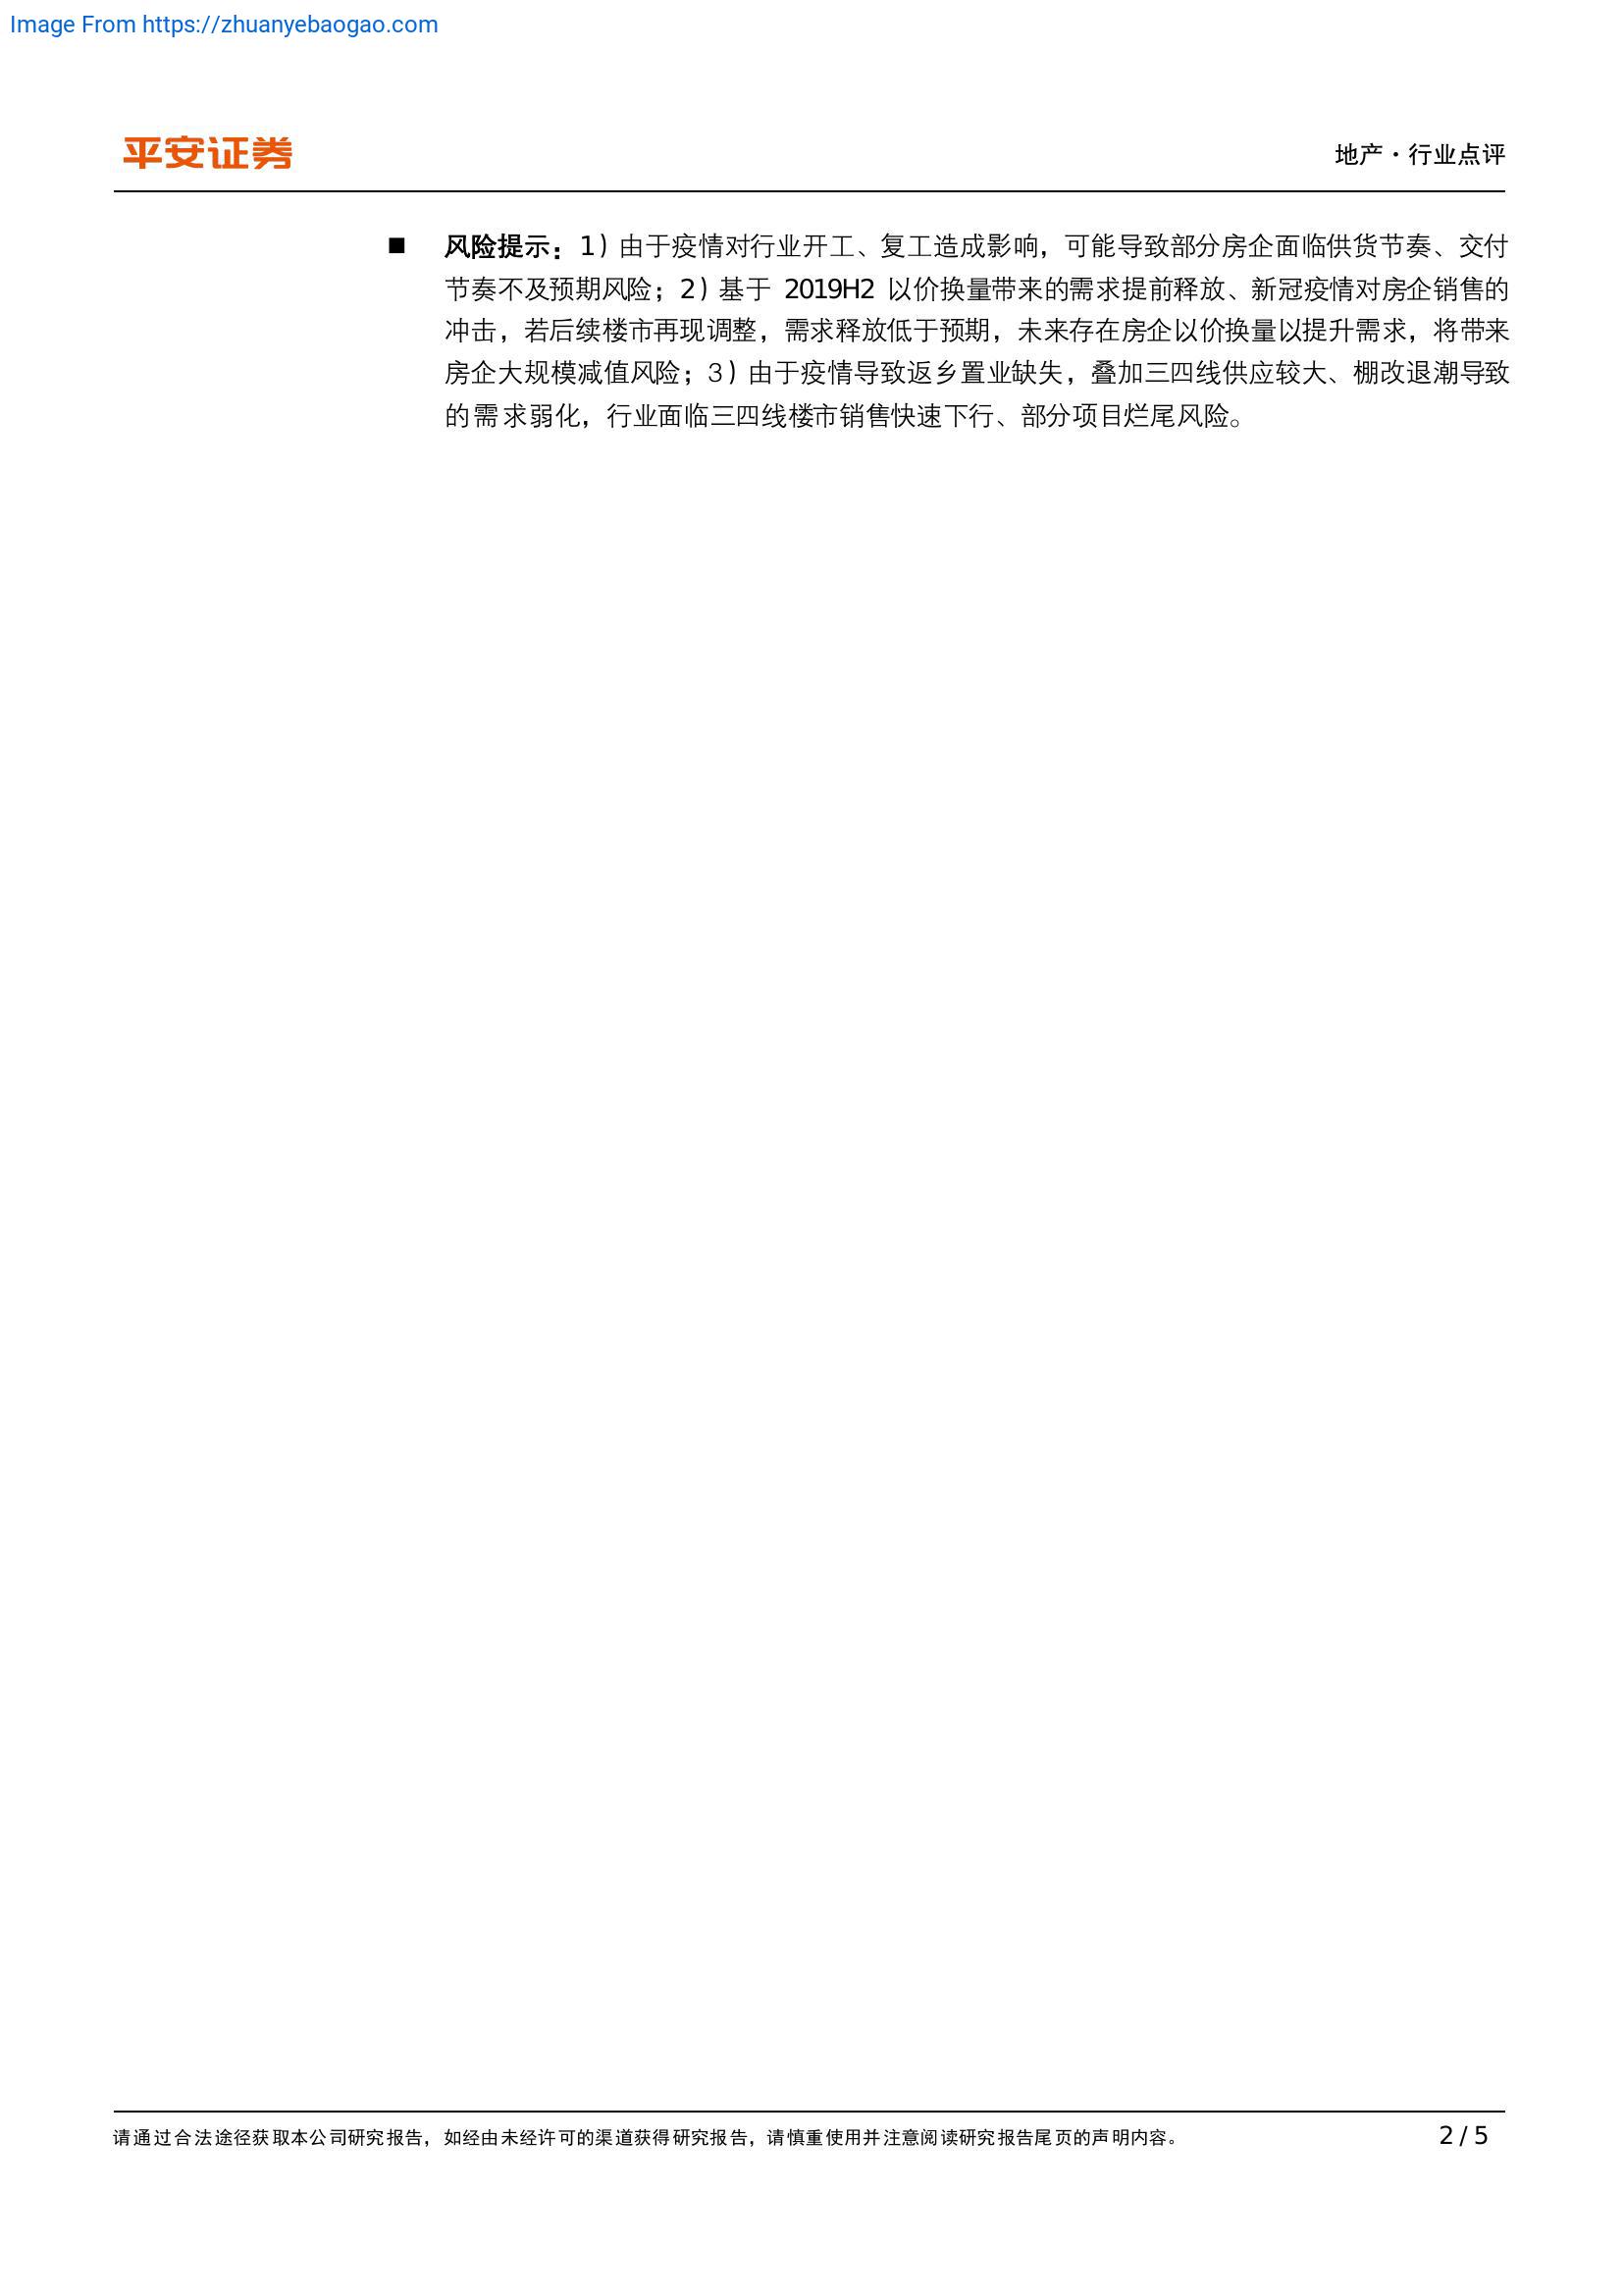 Image From https://zhuanyebaogao.com
平安证券
地产·行业点评
■ 风险提示：1）由于疫情对行业开工、复工造成影响，可能导致部分房企面临供货节奏、交付
节奏不及预期风险；2）基于 2019H2 以价换量带来的需求提前释放、新冠疫情对房企销售的
冲击，若后续楼市再现调整，需求释放低于预期，未来存在房企以价换量以提升需求，将带来
房企大规模减值风险；3）由于疫情导致返乡置业缺失，叠加三四线供应较大、棚改退潮导致
的需求弱化，行业面临三四线楼市销售快速下行、部分项目烂尾风险。
请通过合法途径获取本公司研究报告，如经由未经许可的渠道获得研究报告，请慎重使用并注意阅读研究报告尾页的声明内容。
2 / 5